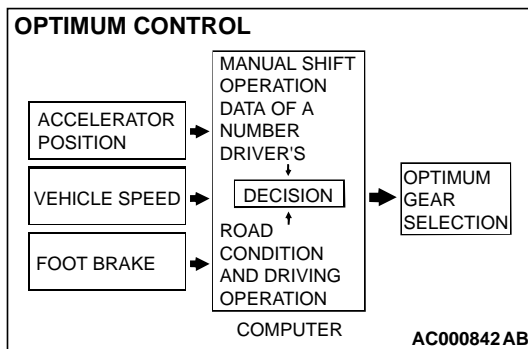 OPTIMUM CONTROL
ACCELERATOR
POSITION
VEHICLE SPEED
FOOT BRAKE
MANUAL SHIFT
OPERATION
DATA OF A
NUMBER
DRIVER'S
DECISION
ROAD
CONDITION
AND DRIVING
OPERATION
COMPUTER
OPTIMUM
GEAR
SELECTION
AC000842AB